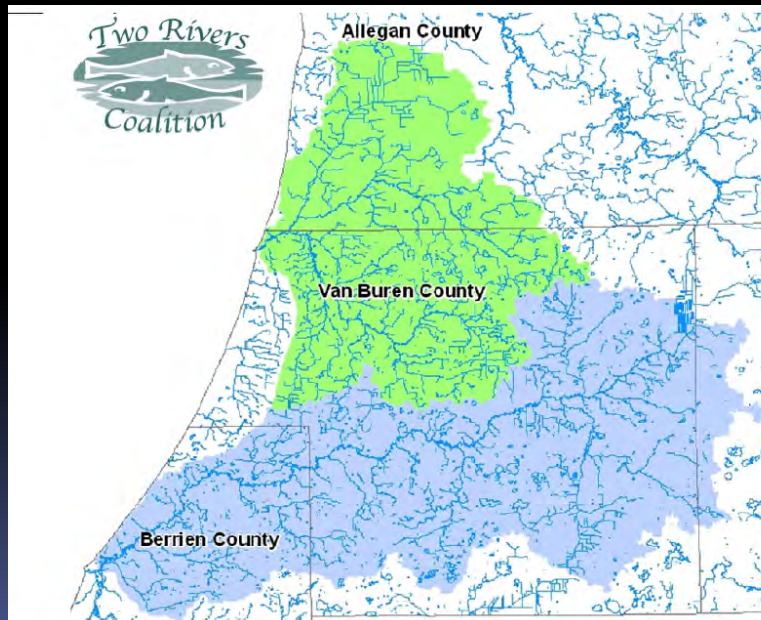 Two Rivers
Coalition
Allegan County
Van Buren County
Berrien County